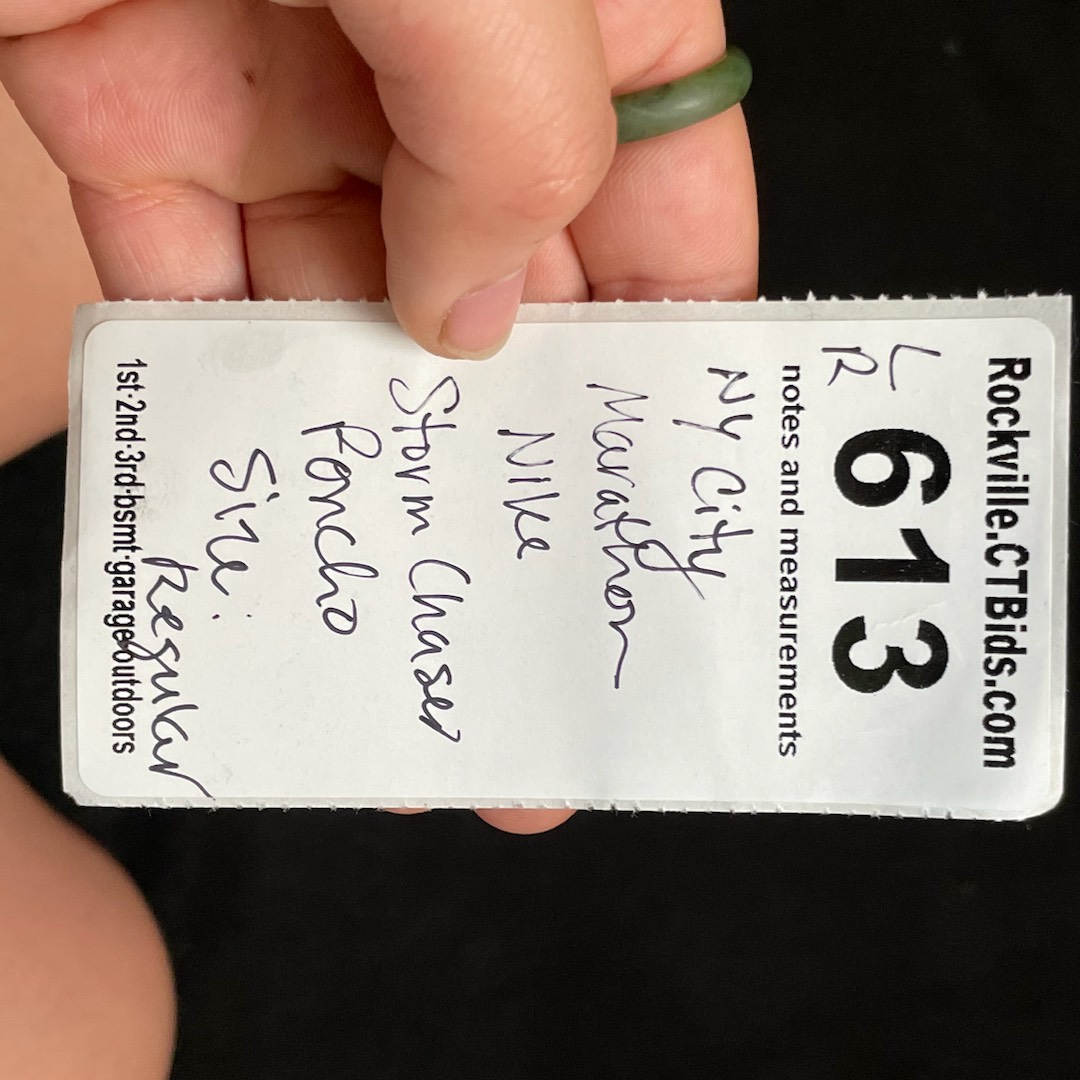 Rockville.CTBids.com
LR 613
notes and measurements
NY City
Marathon
Nike
Storm Chaser
Poncho
Size:
Regular
1st·2nd·3rd·bsmt·garage·outdoors